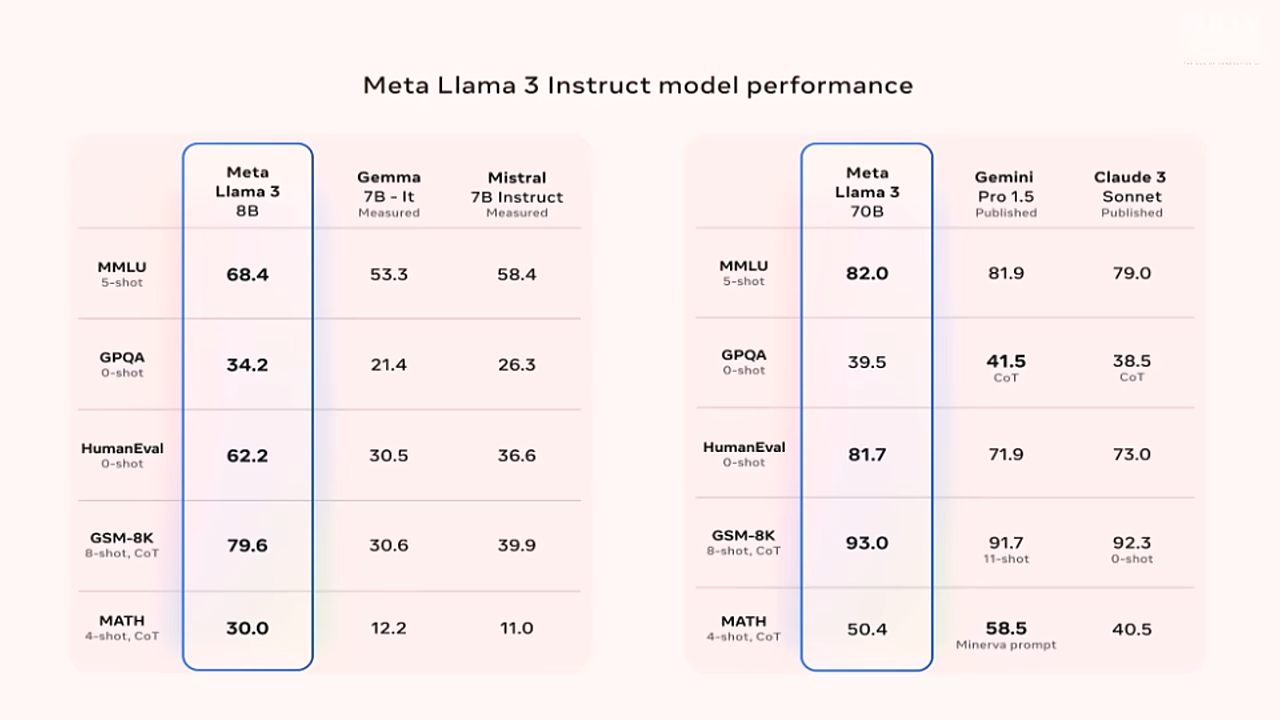 Meta Llama 3 Instruct model performance
Meta
Llama 3
8B
Gemma
7B - It
Measured
Mistral
7B Instruct
Measured
MMLU
5-shot
68.4
53.3
58.4
GPQA
0-shot
34.2
21.4
26.3
HumanEval
0-shot
62.2
30.5
36.6
GSM-8K
8-shot, CoT
79.6
30.6
39.9
MATH
4-shot, CoT
30.0
12.2
11.0
Meta
Llama 3
70B
Gemini
Pro 1.5
Published
Claude 3
Sonnet
Published
MMLU
5-shot
82.0
81.9
79.0
GPQA
0-shot
39.5
41.5
CoT
38.5
CoT
HumanEval
0-shot
81.7
71.9
73.0
GSM-8K
8-shot, CoT
93.0
91.7
11-shot
92.3
0-shot
MATH
4-shot, CoT
50.4
58.5
Minerva prompt
40.5